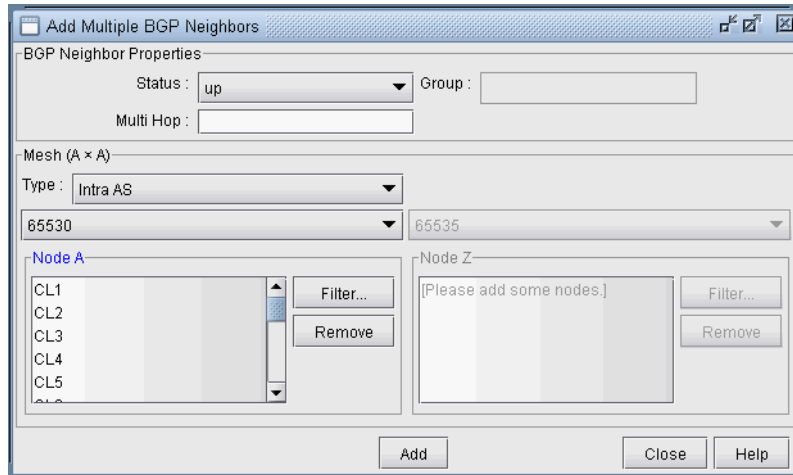 Add Multiple BGP Neighbors
BGP Neighbor Properties
Status : up Group :
Multi Hop :
Mesh (A × A)
Type : Intra AS
65530 65535
Node A Node Z
CL1 [Please add some nodes.]
Filter... Filter...
CL2
CL3 Remove Remove
CL4
CL5
Add Close Help